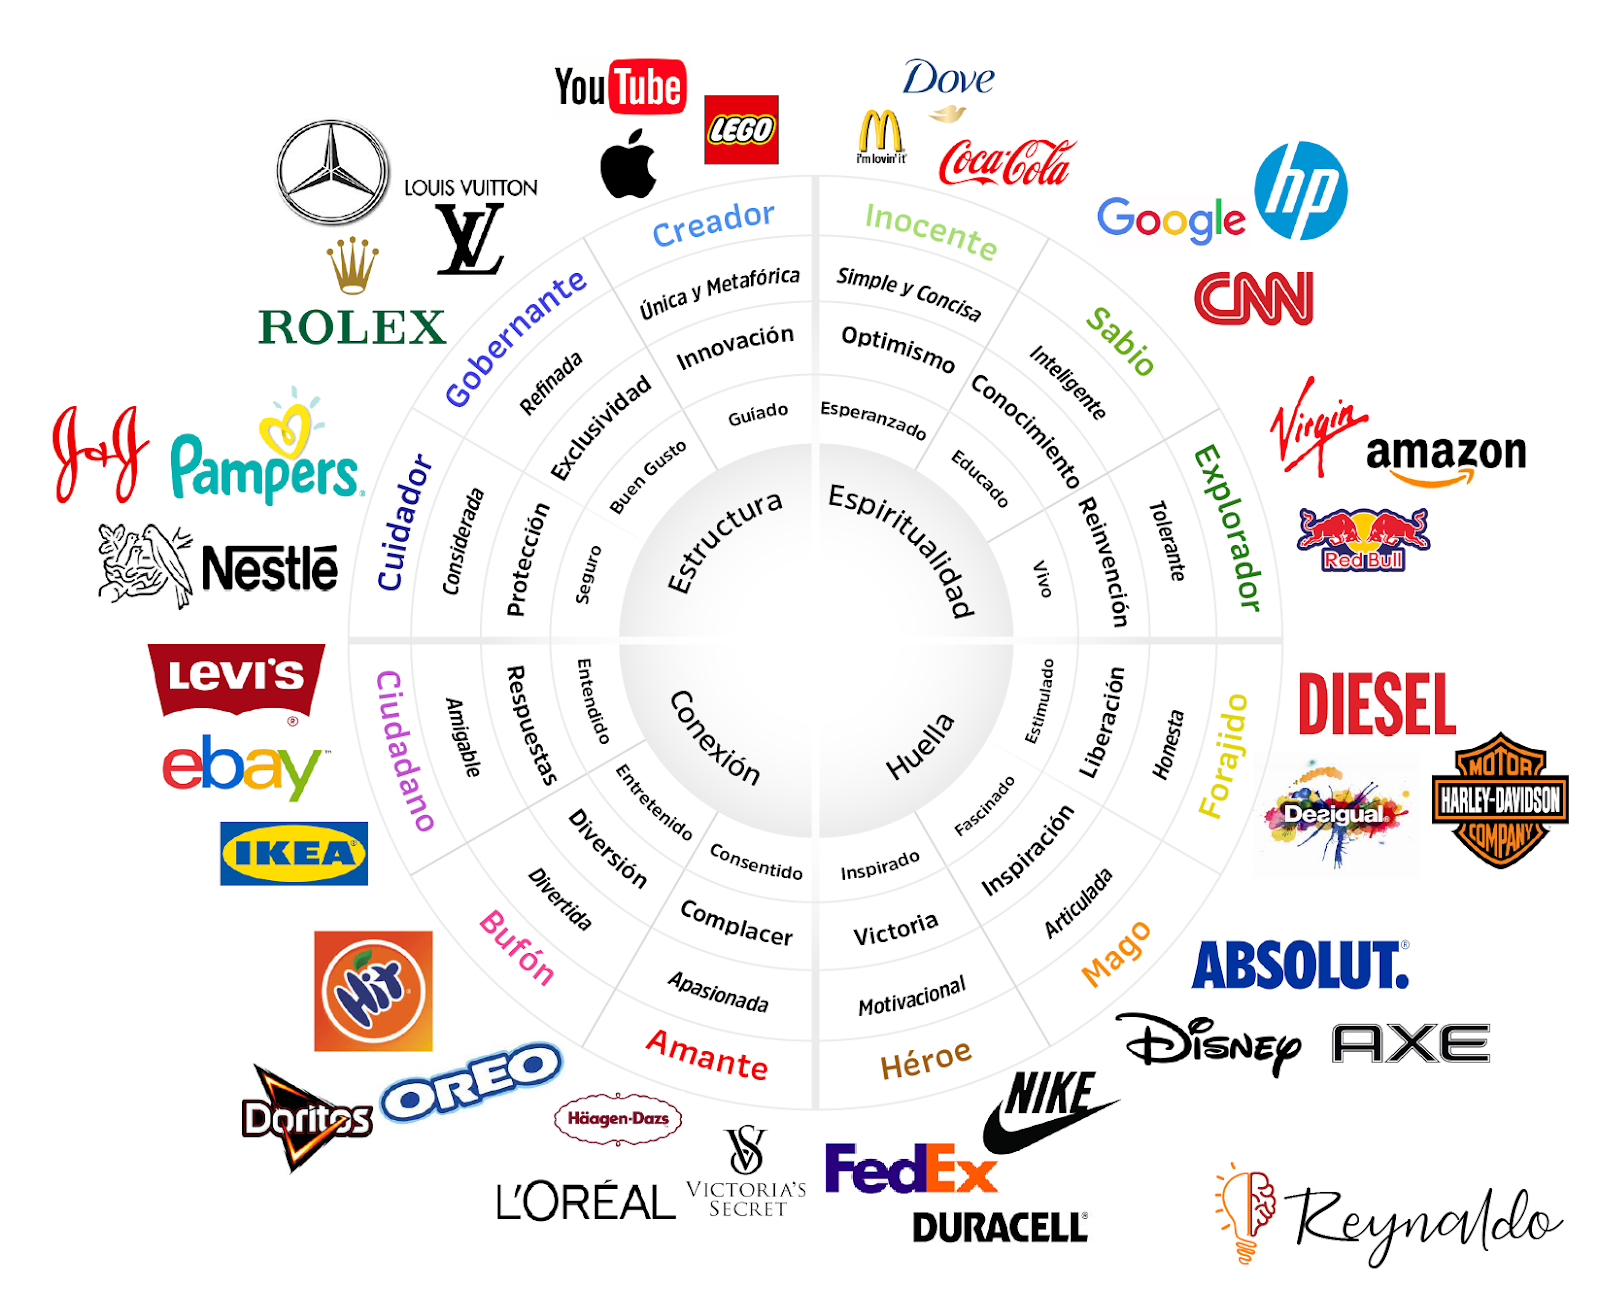 YouTube
LEGO
Dove
M
i'm lovin' it
Coca-Cola
LOUIS VUITTON
LV
ROLEX
Google
hp
CNN
J&J
Pampers
Nestlé
Virgin
amazon
Red Bull
LEVI'S
®
ebay™
IKEA®
DIESEL
Desigual®
MOTOR
HARLEY-DAVIDSON
COMPANY
Hit
Doritos
OREO
Häagen-Dazs
L'ORÉAL
VS
VICTORIA'S
SECRET
FedEx
NIKE
DURACELL®
ABSOLUT.®
Disney
AXE
Reynaldo
Creador
Única y Metafórica
Innovación
Guíado
Inocente
Simple y Concisa
Optimismo
Esperanzado
Sabio
Inteligente
Conocimiento
Educado
Explorador
Tolerante
Reinvención
Vivo
Forajido
Honesta
Liberación
Estimulado
Mago
Articulada
Inspiración
Fascinado
Héroe
Motivacional
Victoria
Inspirado
Amante
Apasionada
Complacer
Consentido
Bufón
Divertida
Diversión
Entretenido
Ciudadano
Amigable
Respuestas
Entendido
Cuidador
Considerada
Protección
Seguro
Gobernante
Refinada
Exclusividad
Buen Gusto
Estructura
Espiritualidad
Conexión
Huella